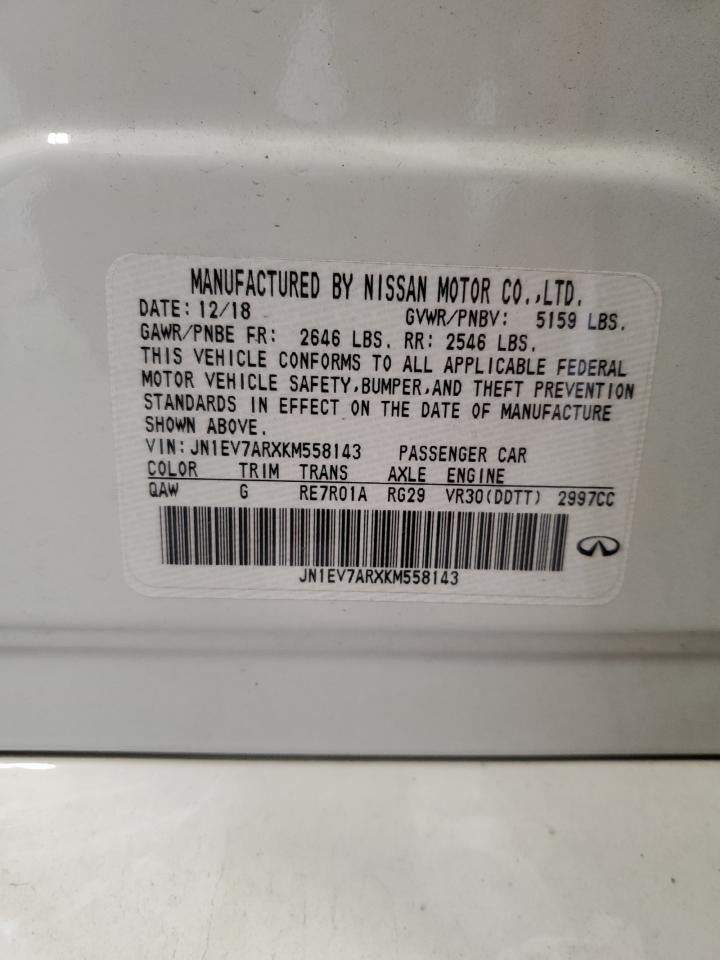 MANUFACTURED BY NISSAN MOTOR CO.,LTD.
DATE: 12/18 GVWR/PNBV: 5159 LBS.
GAWR/PNBE FR: 2646 LBS. RR: 2546 LBS.
THIS VEHICLE CONFORMS TO ALL APPLICABLE FEDERAL
MOTOR VEHICLE SAFETY,BUMPER,AND THEFT PREVENTION
STANDARDS IN EFFECT ON THE DATE OF MANUFACTURE
SHOWN ABOVE.
VIN: JN1EV7ARXKM558143 PASSENGER CAR
COLOR TRIM TRANS AXLE ENGINE
QAW G RE7R01A RG29 VR30(DDTT) 2997CC
JN1EV7ARXKM558143